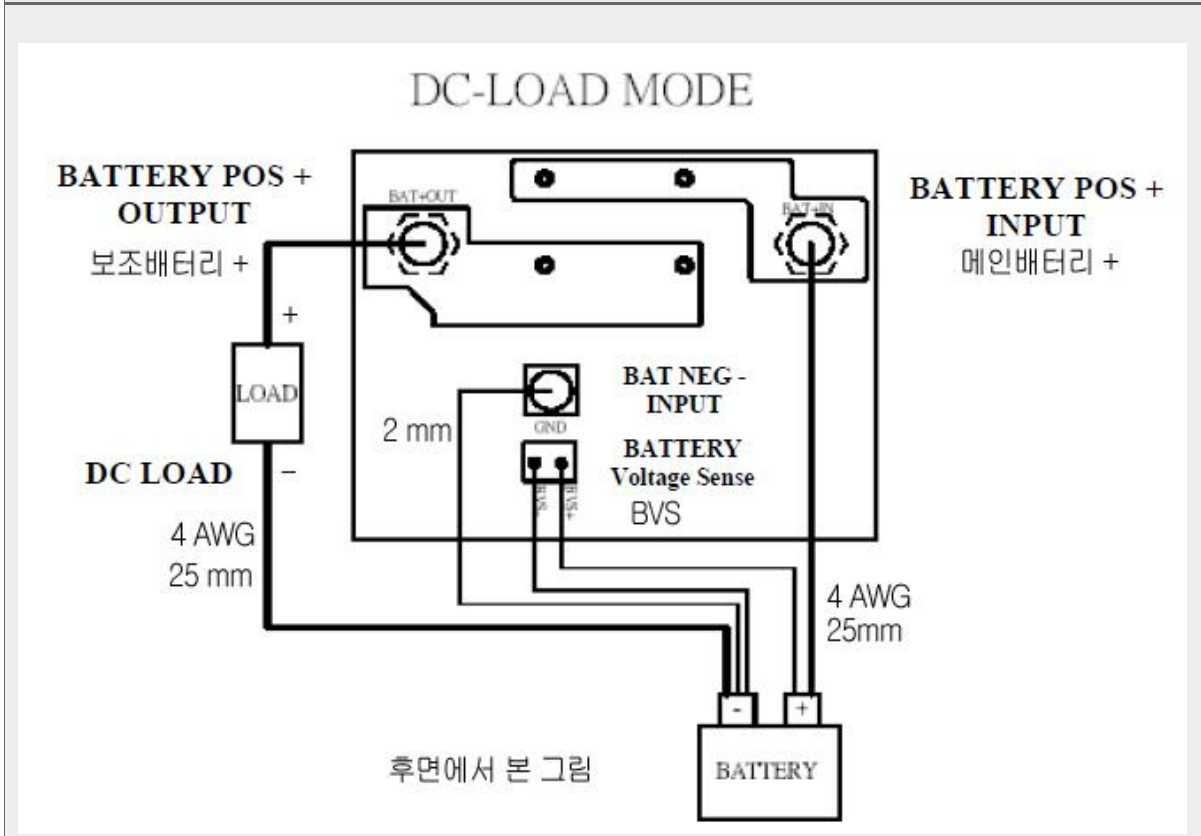 DC-LOAD MODE
BATTERY POS +
OUTPUT
보조배터리 +
BAT+OUT
BAT+IN
BATTERY POS +
INPUT
메인배터리 +
+
LOAD
−
DC LOAD
4 AWG
25 mm
2 mm
BAT NEG -
INPUT
GND
BATTERY
Voltage Sense
BVS
BVS-
BVS+
4 AWG
25mm
-
+
BATTERY
후면에서 본 그림